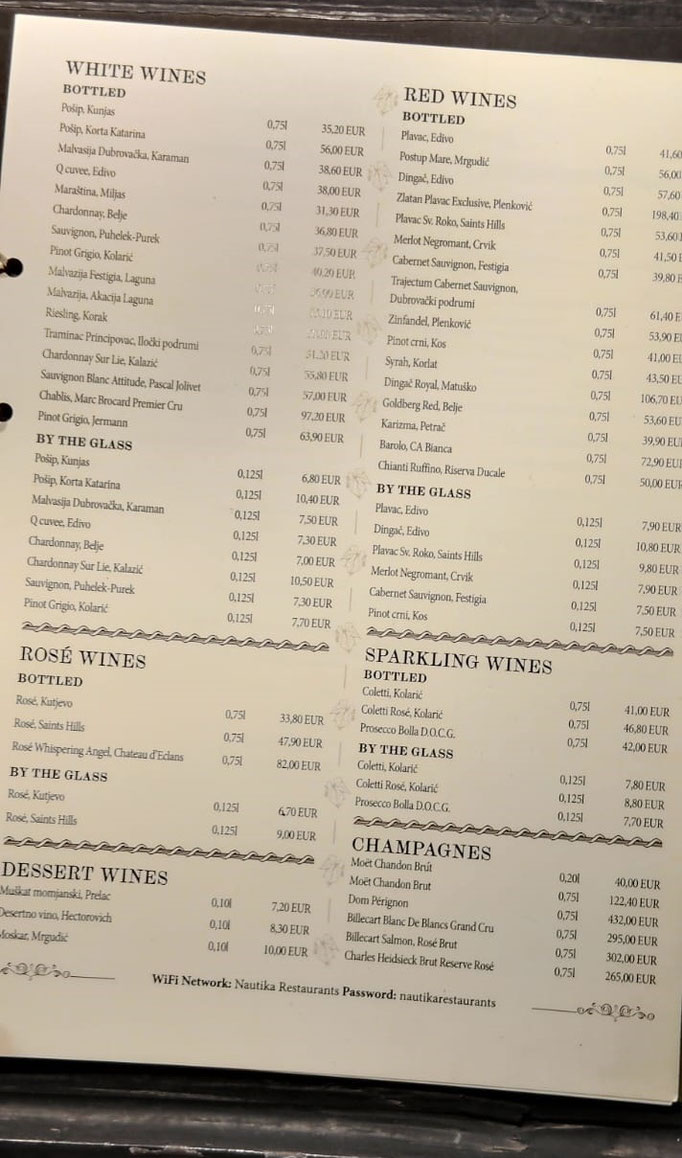 WHITE WINES
BOTTLED
Pošip, Kunjas 0,75l 35,20 EUR
Pošip, Korta Katarina 0,75l 56,00 EUR
Malvasija Dubrovačka, Karaman 0,75l 38,60 EUR
Q cuvee, Edivo 0,75l 38,00 EUR
Maraština, Miljas 0,75l 31,30 EUR
Chardonnay, Belje 0,75l 36,80 EUR
Sauvignon, Puhelek-Purek 0,75l 37,50 EUR
Pinot Grigio, Kolarić 0,75l 40,20 EUR
Malvazija Festigia, Laguna EUR
Malvazija, Akacija Laguna EUR
Riesling, Korak EUR
Traminac Principovac, Iločki podrumi 0,75l EUR
Chardonnay Sur Lie, Kalazić 0,75l 55,80 EUR
Sauvignon Blanc Attitude, Pascal Jolivet 0,75l 57,00 EUR
Chablis, Marc Brocard Premier Cru 0,75l 97,20 EUR
Pinot Grigio, Jermann 0,75l 63,90 EUR
BY THE GLASS
Pošip, Kunjas 0,125l 6,80 EUR
Pošip, Korta Katarina 0,125l 10,40 EUR
Malvasija Dubrovačka, Karaman 0,125l 7,50 EUR
Q cuvee, Edivo 0,125l 7,30 EUR
Chardonnay, Belje 0,125l 7,00 EUR
Chardonnay Sur Lie, Kalazić 0,125l 10,50 EUR
Sauvignon, Puhelek-Purek 0,125l 7,30 EUR
Pinot Grigio, Kolarić 0,125l 7,70 EUR
ROSÉ WINES
BOTTLED
Rosé, Kutjevo 0,75l 33,80 EUR
Rosé, Saints Hills 0,75l 47,90 EUR
Rosé Whispering Angel, Chateau d'Eclans 0,75l 82,00 EUR
BY THE GLASS
Rosé, Kutjevo 0,125l 6,70 EUR
Rosé, Saints Hills 0,125l 9,00 EUR
DESSERT WINES
Muškat momjanski, Prelac 0,10l 7,20 EUR
Desertno vino, Hectorovich 0,10l 8,30 EUR
Moskar, Mrgudić 0,10l 10,00 EUR
RED WINES
BOTTLED
Plavac, Edivo 0,75l 41,60
Postup Mare, Mrgudić 0,75l 56,00
Dingač, Edivo 0,75l 57,60
Zlatan Plavac Exclusive, Plenković 0,75l 198,40
Plavac Sv. Roko, Saints Hills 0,75l 53,60
Merlot Negromant, Crvik 0,75l 41,50 E
Cabernet Sauvignon, Festigia 0,75l 39,80 E
Trajectum Cabernet Sauvignon,
Dubrovački podrumi 0,75l 61,40 E
Zinfandel, Plenković 0,75l 53,90 E
Pinot crni, Kos 0,75l 41,00 EU
Syrah, Korlat 0,75l 43,50 EU
Dingač Royal, Matuško 0,75l 106,70 EU
Goldberg Red, Belje 0,75l 53,60 EU
Karizma, Petrač 0,75l 39,90 EU
Barolo, CA Bianca 0,75l 72,90 EU
Chianti Ruffino, Riserva Ducale 0,75l 50,00 EUR
BY THE GLASS
Plavac, Edivo 0,125l 7,90 EUR
Dingač, Edivo 0,125l 10,80 EUR
Plavac Sv. Roko, Saints Hills 0,125l 9,80 EUR
Merlot Negromant, Crvik 0,125l 7,90 EUR
Cabernet Sauvignon, Festigia 0,125l 7.50 EUR
Pinot crni, Kos 0,125l 7,50 EUR
SPARKLING WINES
BOTTLED
Coletti, Kolarić 0,75l 41,00 EUR
Coletti Rosé, Kolarić 0,75l 46,80 EUR
Prosecco Bolla D.O.C.G. 0,75l 42,00 EUR
BY THE GLASS
Coletti, Kolarić 0,125l 7,80 EUR
Coletti Rosé, Kolarić 0,125l 8,80 EUR
Prosecco Bolla D.O.C.G. 0,125l 7,70 EUR
CHAMPAGNES
Moët Chandon Brút 0,20l 40,00 EUR
Moët Chandon Brut 0,75l 122,40 EUR
Dom Pérignon 0,75l 432,00 EUR
Billecart Blanc De Blancs Grand Cru 0,75l 295,00 EUR
Billecart Salmon, Rosé Brut 0,75l 302,00 EUR
Charles Heidsieck Brut Reserve Rosé 0,75l 265,00 EUR
WiFi Network: Nautika Restaurants Password: nautikarestaurants